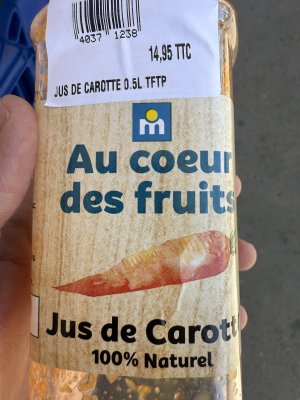 4037 1238
14,95 TTC
JUS DE CAROTTE 0.5L TFTP
m
Au coeur
des fruits
Jus de Carott
100% Naturel